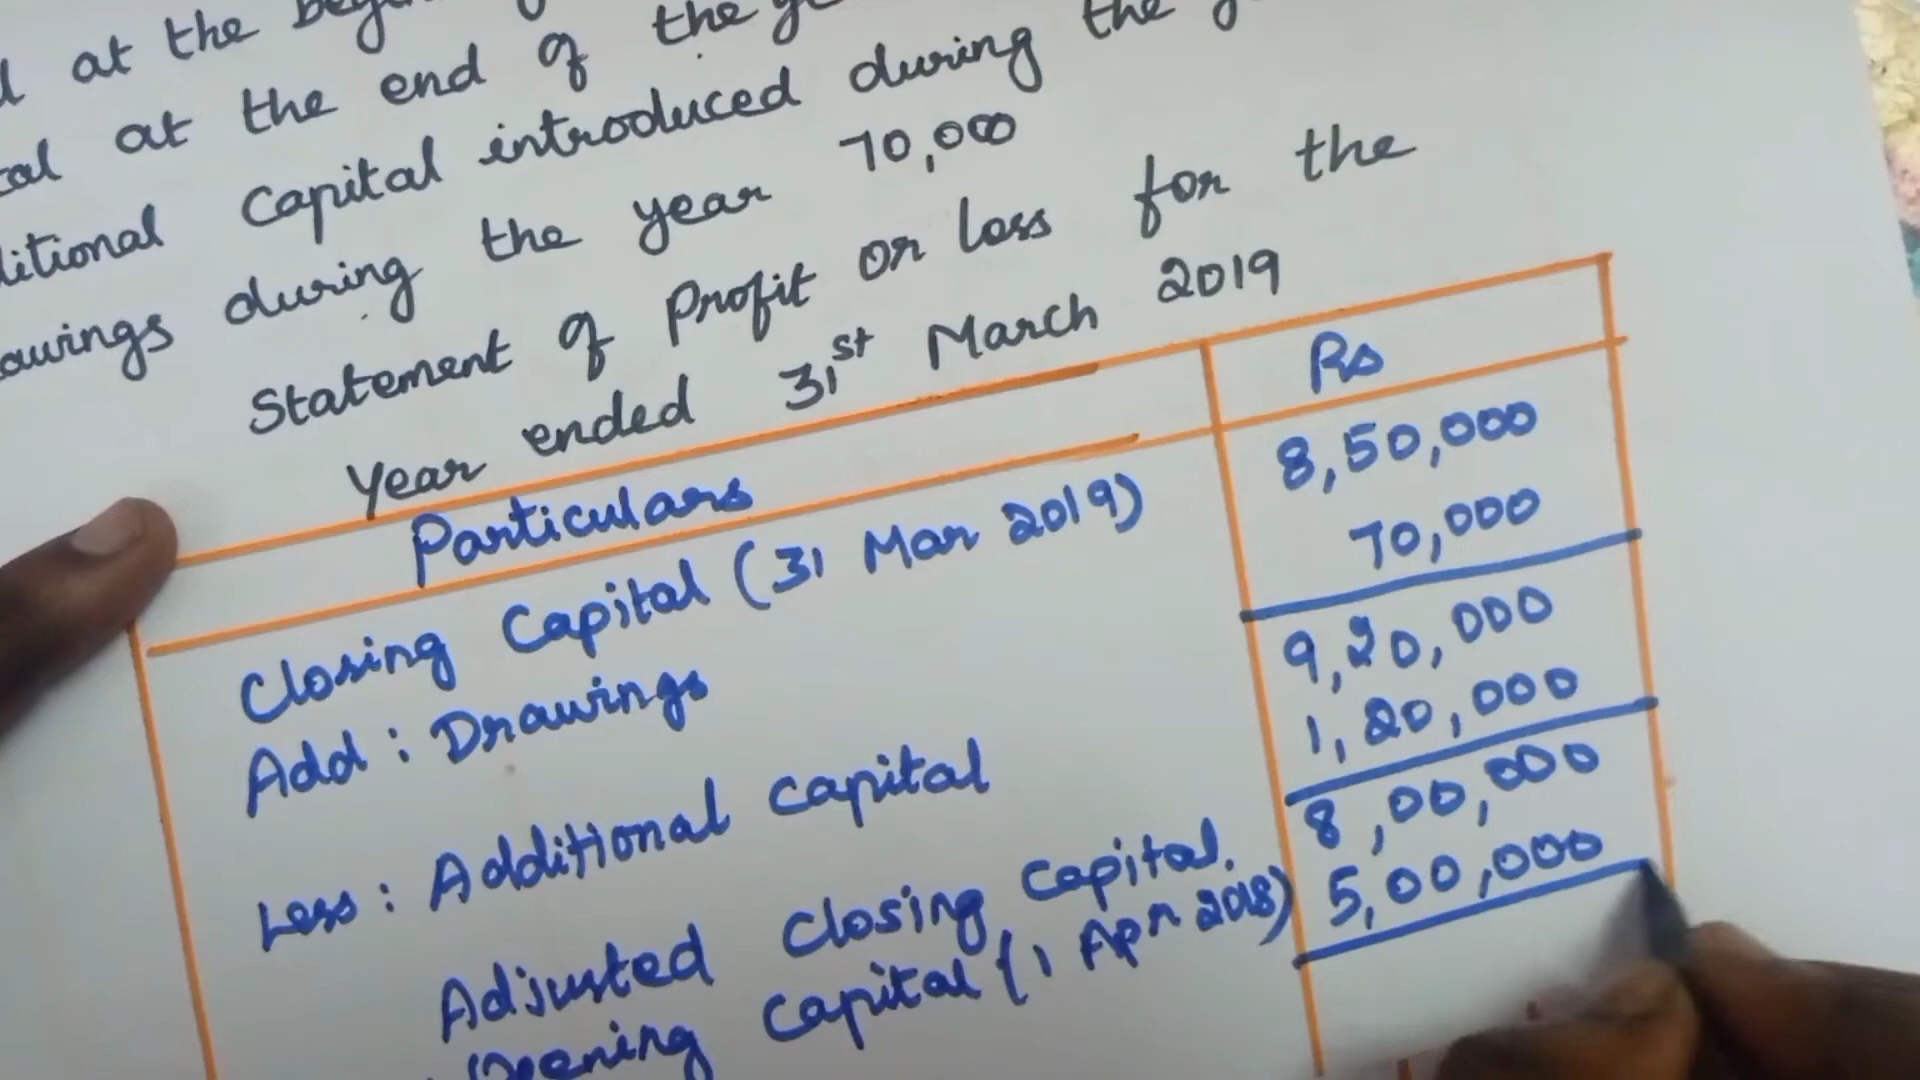 at the
at the end of the
Capital introduced during the
during the year 70,000
Statement of Profit or loss for the
Year ended 31st March 2019
Particulars Rs
Closing Capital (31 Mar 2019) 8,50,000
Add : Drawings 70,000
9,20,000
Less : Additional Capital 1,20,000
Adjusted Closing Capital. 8,00,000
Opening Capital (1 Apr 2018) 5,00,000